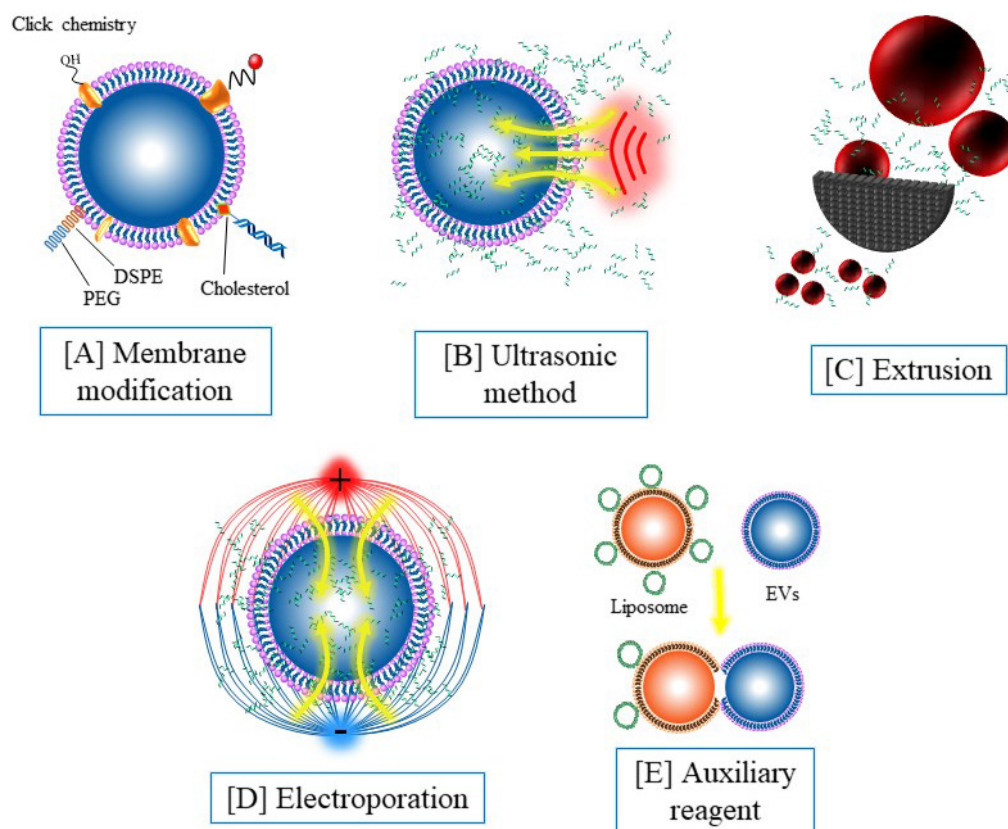 Click chemistry
QH
DSPE
PEG
Cholesterol
[A] Membrane
modification
[B] Ultrasonic
method
[C] Extrusion
+
-
[D] Electroporation
Liposome
EVs
[E] Auxiliary
reagent